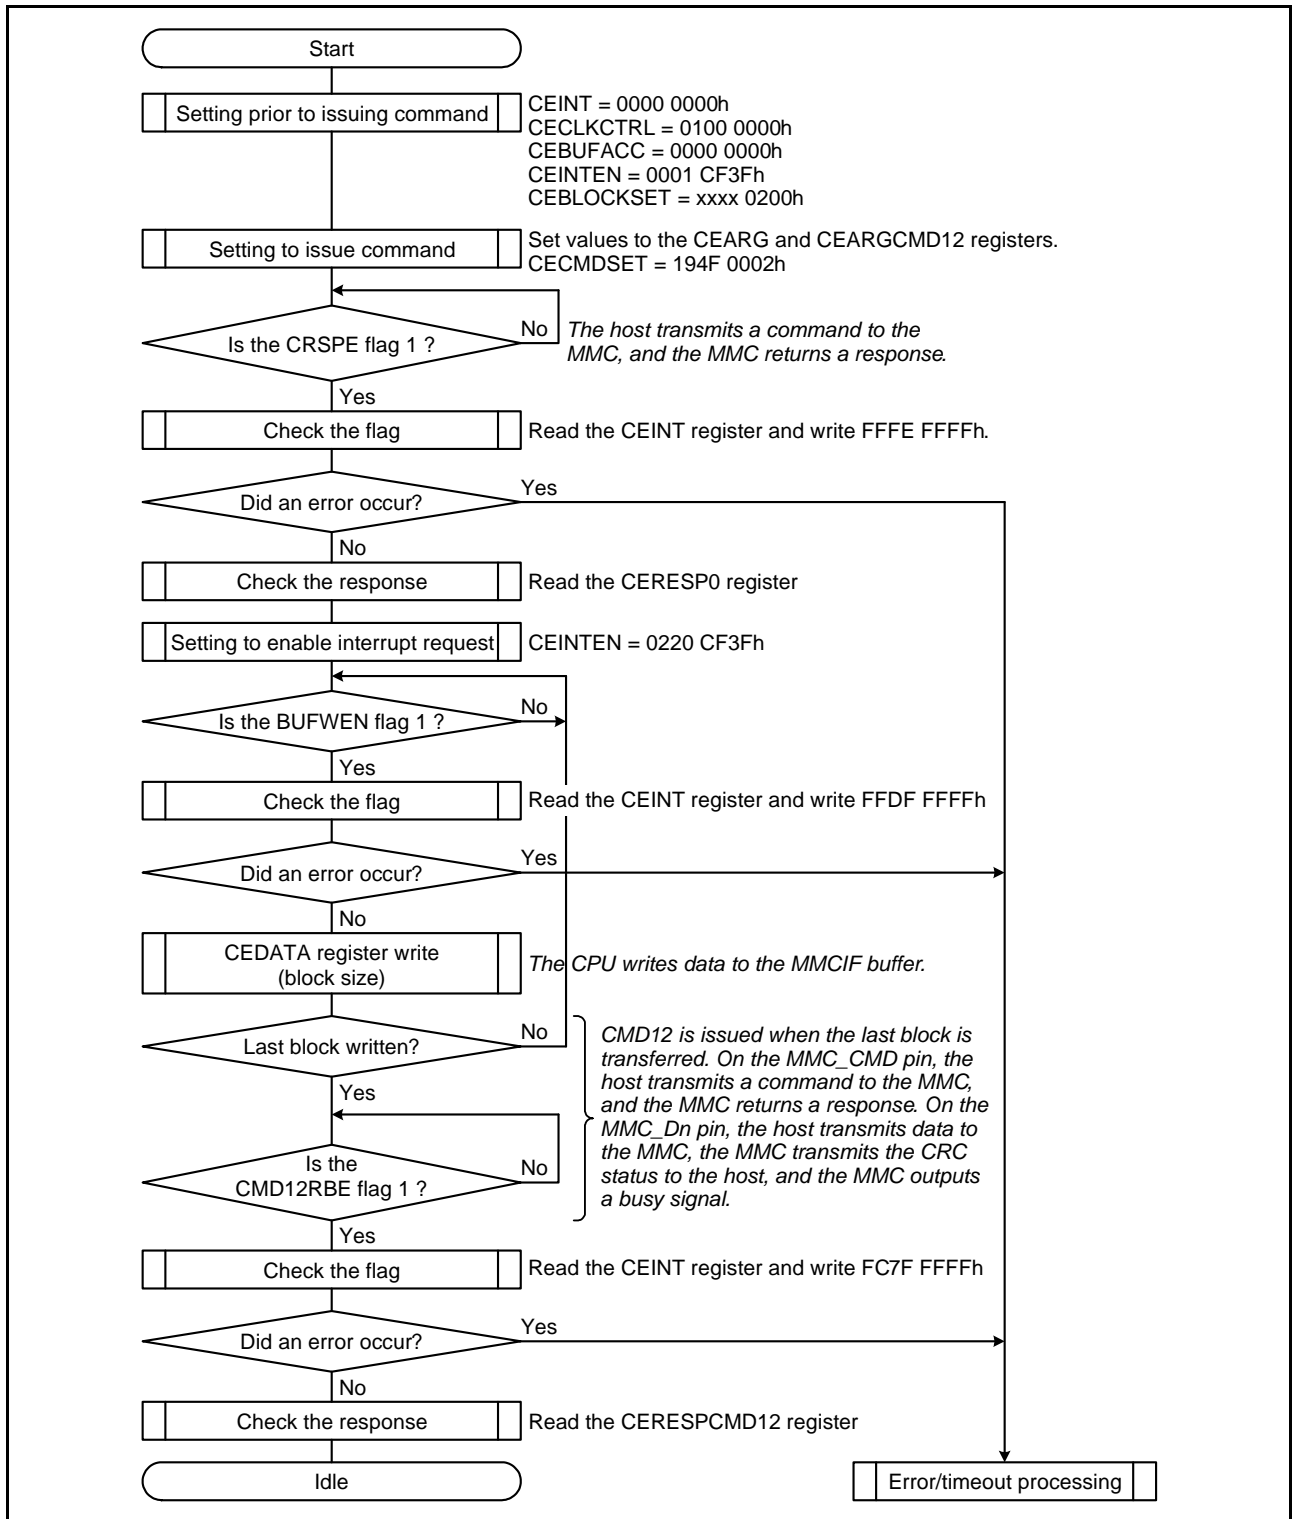 Start
Setting prior to issuing command
CEINT = 0000 0000h
CECLKCTRL = 0100 0000h
CEBUFACC = 0000 0000h
CEINTEN = 0001 CF3Fh
CEBLOCKSET = xxxx 0200h
Setting to issue command
Set values to the CEARG and CEARGCMD12 registers.
CECMDSET = 194F 0002h
Is the CRSPE flag 1 ?
No
The host transmits a command to the
MMC, and the MMC returns a response.
Yes
Check the flag
Read the CEINT register and write FFFE FFFFh.
Did an error occur?
Yes
No
Check the response
Read the CERESP0 register
Setting to enable interrupt request
CEINTEN = 0220 CF3Fh
Is the BUFWEN flag 1 ?
No
Yes
Check the flag
Read the CEINT register and write FFDF FFFFh
Did an error occur?
Yes
No
CEDATA register write
(block size)
The CPU writes data to the MMCIF buffer.
Last block written?
No
Yes
CMD12 is issued when the last block is
transferred. On the MMC_CMD pin, the
host transmits a command to the MMC,
and the MMC returns a response. On the
MMC_Dn pin, the host transmits data to
the MMC, the MMC transmits the CRC
status to the host, and the MMC outputs
a busy signal.
Is the
CMD12RBE flag 1 ?
No
Yes
Check the flag
Read the CEINT register and write FC7F FFFFh
Did an error occur?
Yes
No
Check the response
Read the CERESPCMD12 register
Idle
Error/timeout processing